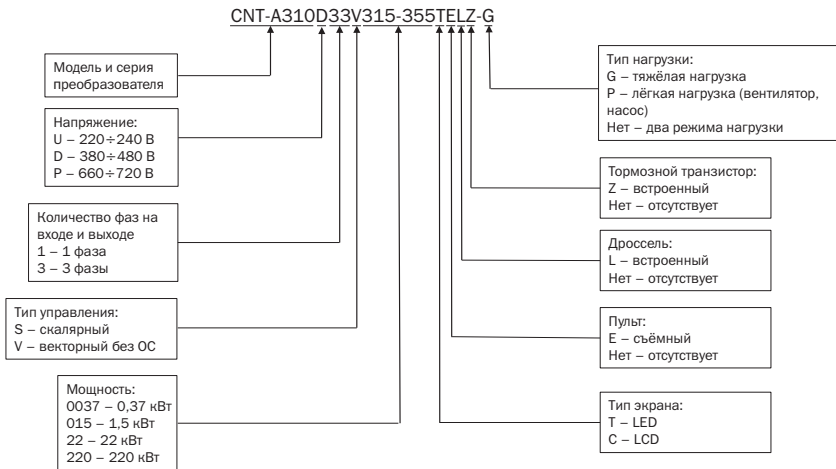 CNT-A310D33V315-355TELZ-G
Модель и серия
преобразователя
Напряжение:
U – 220÷240 В
D – 380÷480 В
P – 660÷720 В
Количество фаз на
входе и выходе
1 – 1 фаза
3 – 3 фазы
Тип управления:
S – скалярный
V – векторный без ОС
Мощность:
0037 – 0,37 кВт
015 – 1,5 кВт
22 – 22 кВт
220 – 220 кВт
Тип нагрузки:
G – тяжёлая нагрузка
P – лёгкая нагрузка (вентилятор,
насос)
Нет – два режима нагрузки
Тормозной транзистор:
Z – встроенный
Нет – отсутствует
Дроссель:
L – встроенный
Нет – отсутствует
Пульт:
E – съёмный
Нет – отсутствует
Тип экрана:
T – LED
C – LCD